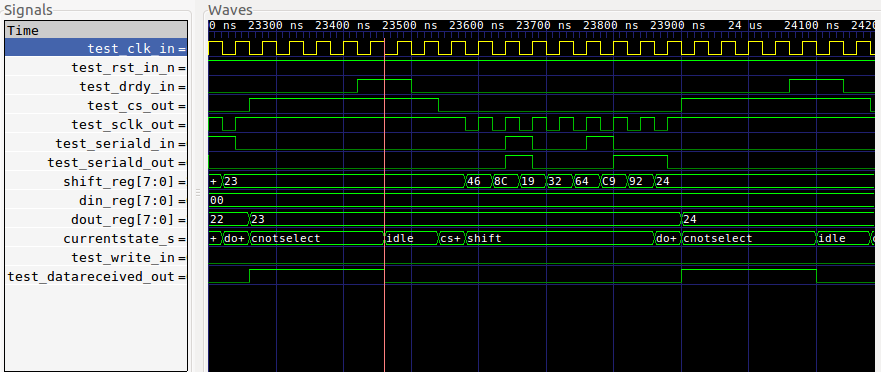 Signals
Waves
Time
0 ns 23300 ns 23400 ns 23500 ns 23600 ns 23700 ns 23800 ns 23900 ns 24 us 24100 ns 242
test_clk_in =
test_rst_in_n =
test_drdy_in =
test_cs_out =
test_sclk_out =
test_seriald_in =
test_seriald_out =
shift_reg[7:0] = + 23 46 8C 19 32 64 C9 92 24
din_reg[7:0] = 00
dout_reg[7:0] = 22 23 24
currentstate_s = + do+ cnotselect idle cs+ shift do+ cnotselect idle
test_write_in =
test_datareceived_out =